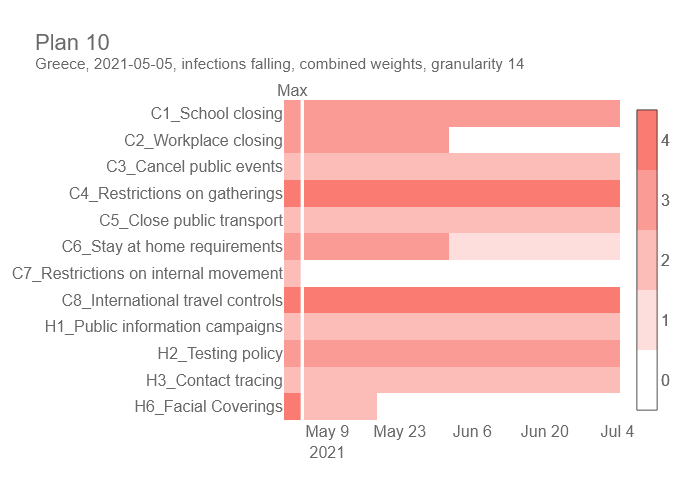 Plan 10
Greece, 2021-05-05, infections falling, combined weights, granularity 14
Max
C1_School closing
C2_Workplace closing
C3_Cancel public events
C4_Restrictions on gatherings
C5_Close public transport
C6_Stay at home requirements
C7_Restrictions on internal movement
C8_International travel controls
H1_Public information campaigns
H2_Testing policy
H3_Contact tracing
H6_Facial Coverings
4
3
2
1
0
May 9 May 23 Jun 6 Jun 20 Jul 4
2021